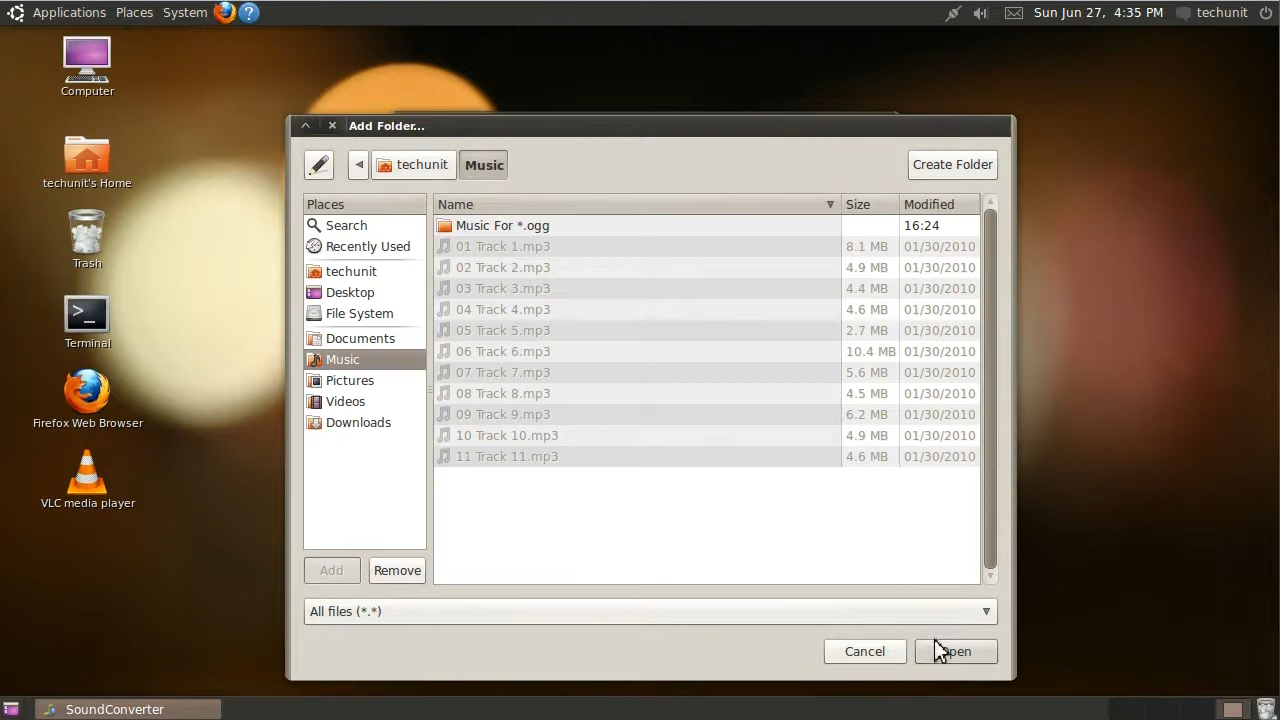 Applications Places System
Sun Jun 27, 4:35 PM techunit
Computer
techunit's Home
Trash
>_
Terminal
Firefox Web Browser
VLC media player
Add Folder...
techunit Music Create Folder
Places Name Size Modified
Search
Recently Used
techunit
Desktop
File System
Documents
Music
Pictures
Videos
Downloads
Music For *.ogg 16:24
01 Track 1.mp3 8.1 MB 01/30/2010
02 Track 2.mp3 4.9 MB 01/30/2010
03 Track 3.mp3 4.4 MB 01/30/2010
04 Track 4.mp3 4.6 MB 01/30/2010
05 Track 5.mp3 2.7 MB 01/30/2010
06 Track 6.mp3 10.4 MB 01/30/2010
07 Track 7.mp3 5.6 MB 01/30/2010
08 Track 8.mp3 4.5 MB 01/30/2010
09 Track 9.mp3 6.2 MB 01/30/2010
10 Track 10.mp3 4.9 MB 01/30/2010
11 Track 11.mp3 4.6 MB 01/30/2010
Add Remove
All files (*.*)
Cancel Open
SoundConverter